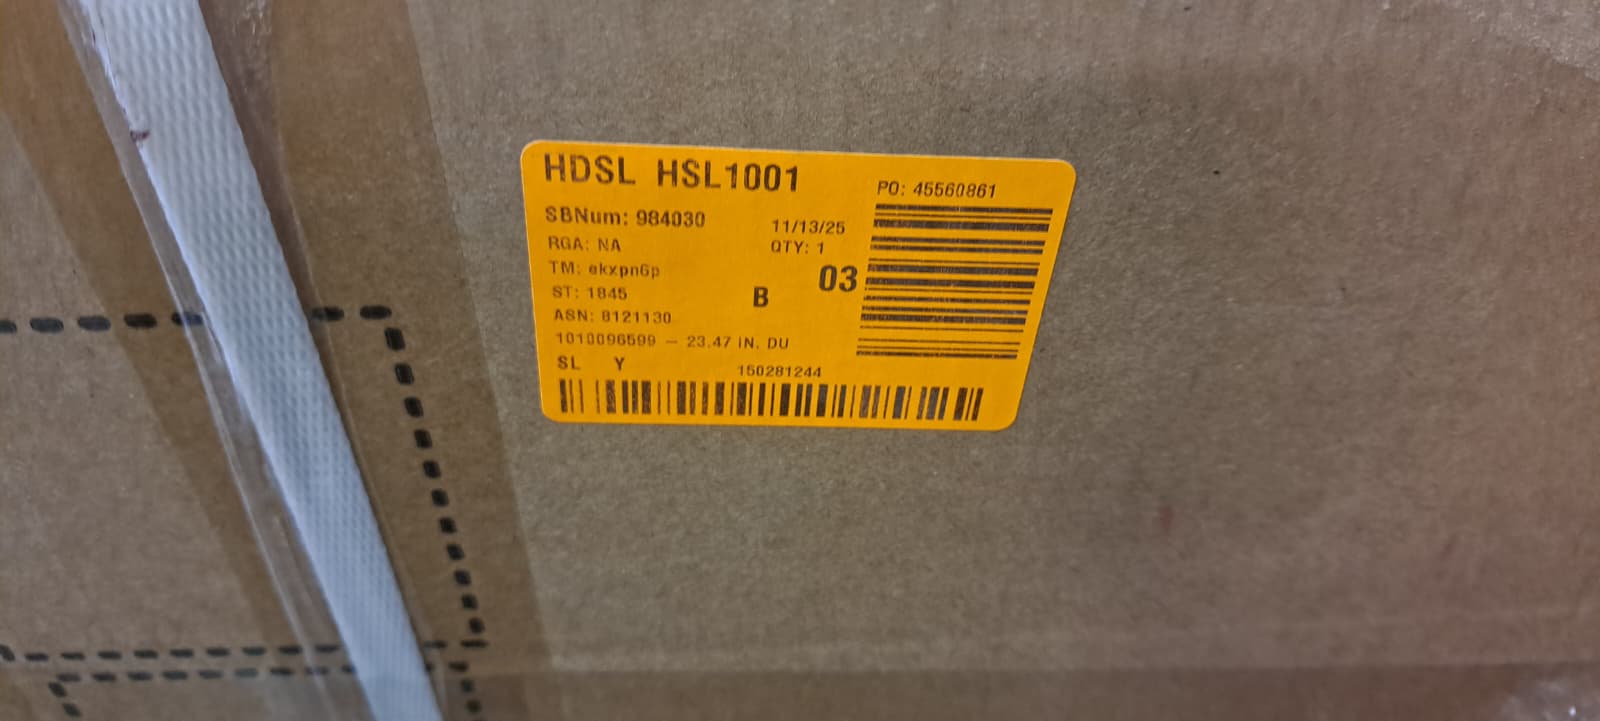 HDSL HSL1001
PO: 45560861
SBNum: 984030
11/13/25
RGA: NA
QTY: 1
TM: ekxpn6p
03
ST: 1845
B
ASN: 8121130
1010096599 – 23.47 IN. DU
SL Y
150281244